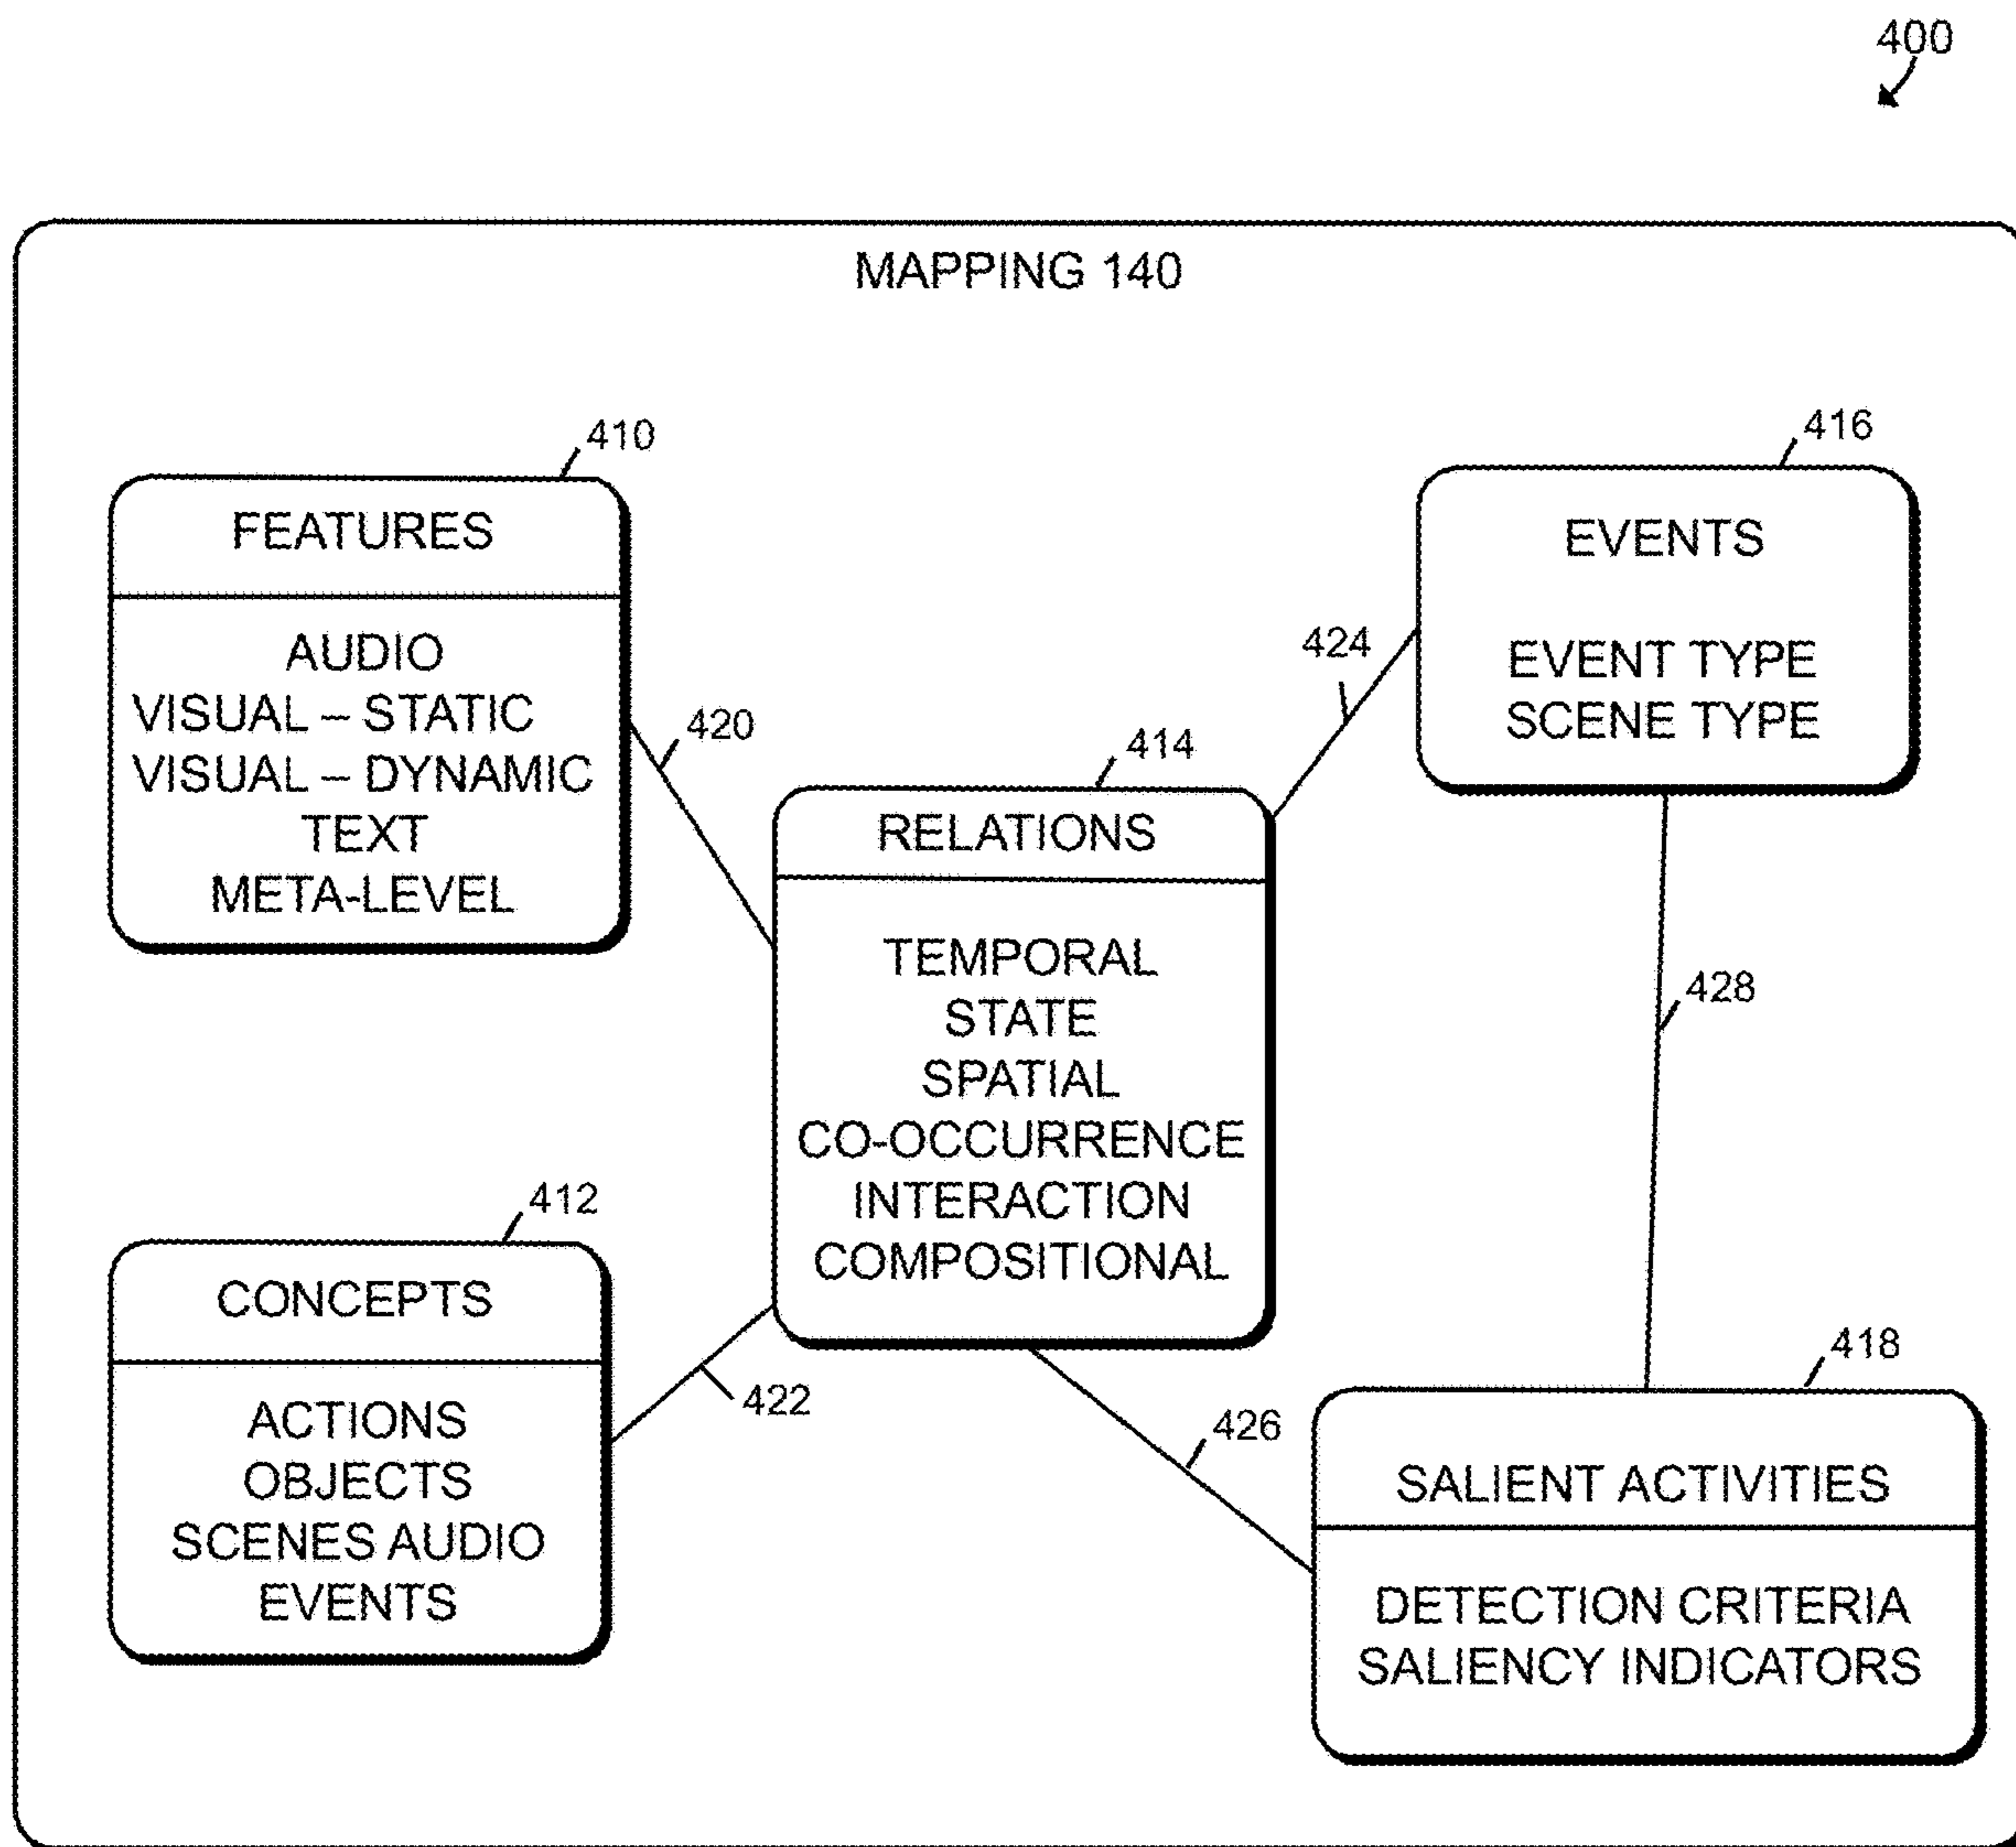 400
MAPPING 140
410
FEATURES
AUDIO
VISUAL – STATIC
VISUAL – DYNAMIC
TEXT
META-LEVEL
420
412
CONCEPTS
ACTIONS
OBJECTS
SCENES AUDIO
EVENTS
422
414
RELATIONS
TEMPORAL
STATE
SPATIAL
CO-OCCURRENCE
INTERACTION
COMPOSITIONAL
424
416
EVENTS
EVENT TYPE
SCENE TYPE
428
426
418
SALIENT ACTIVITIES
DETECTION CRITERIA
SALIENCY INDICATORS